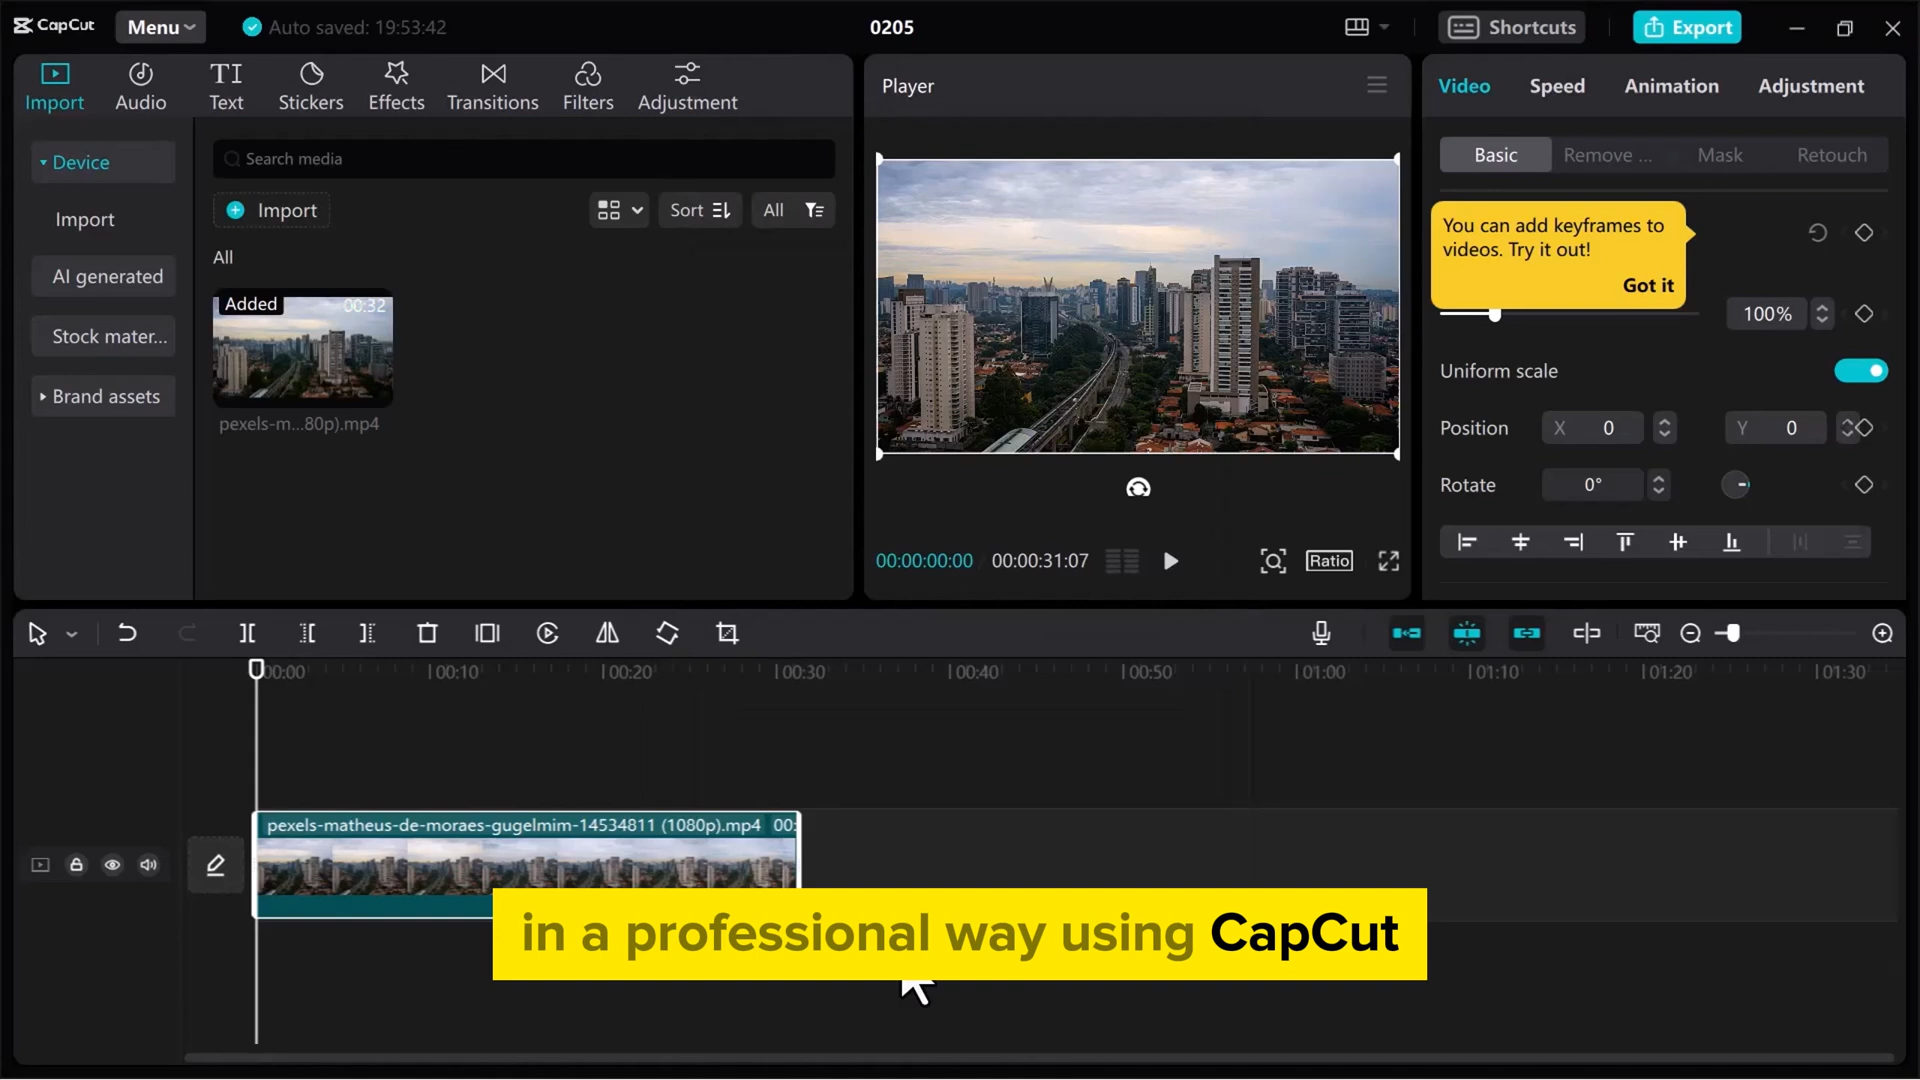 CapCut
Menu
Auto saved: 19:53:42
0205
Shortcuts
Export
Import
Audio
TI
Text
Stickers
Effects
Transitions
Filters
Adjustment
Device
Import
AI generated
Stock mater...
Brand assets
Search media
Import
Sort
All
All
Added
00:32
pexels-m...80p).mp4
Player
00:00:00:00
00:00:31:07
Ratio
Video
Speed
Animation
Adjustment
Basic
Remove ...
Mask
Retouch
You can add keyframes to
videos. Try it out!
Got it
100%
Uniform scale
Position
X 0
Y 0
Rotate
0°
00:00
00:10
00:20
00:30
00:40
00:50
01:00
01:10
01:20
01:30
pexels-matheus-de-moraes-gugelmim-14534811 (1080p).mp4 00:
in a professional way using CapCut